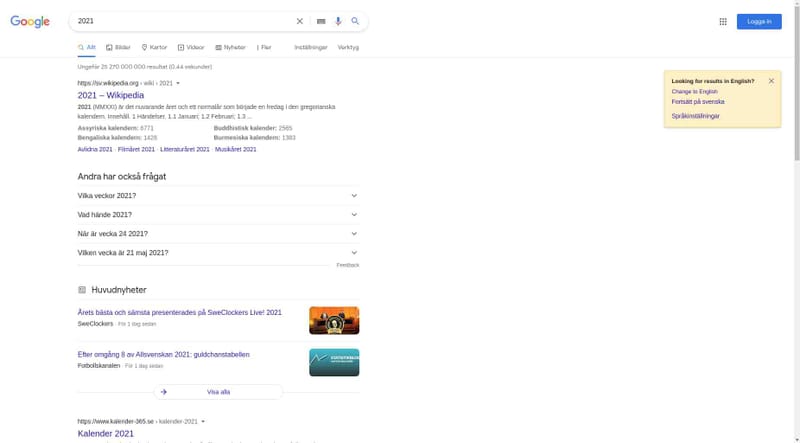 Google
2021
Logga in
Allt Bilder Kartor Videor Nyheter Fler Inställningar Verktyg
Ungefär 25 270 000 000 resultat (0,44 sekunder)
Looking for results in English?
Change to English
Fortsätt på svenska
Språkinställningar
https://sv.wikipedia.org › wiki › 2021
2021 – Wikipedia
2021 (MMXXI) är det nuvarande året och ett normalår som började en fredag i den gregorianska
kalendern. Innehåll. 1 Händelser. 1.1 Januari; 1.2 Februari; 1.3 ...
Assyriska kalendern: 6771 Buddhistisk kalender: 2565
Bengaliska kalendern: 1428 Burmesiska kalendern: 1383
Avlidna 2021 · Filmåret 2021 · Litteraturåret 2021 · Musikåret 2021
Andra har också frågat
Vilka veckor 2021?
Vad hände 2021?
När är vecka 24 2021?
Vilken vecka är 21 maj 2021?
Feedback
Huvudnyheter
Årets bästa och sämsta presenterades på SweClockers Live! 2021
SweClockers · För 1 dag sedan
Efter omgång 8 av Allsvenskan 2021: guldchanstabellen
Fotbollskanalen · För 1 dag sedan
Visa alla
https://www.kalender-365.se › kalender-2021
Kalender 2021